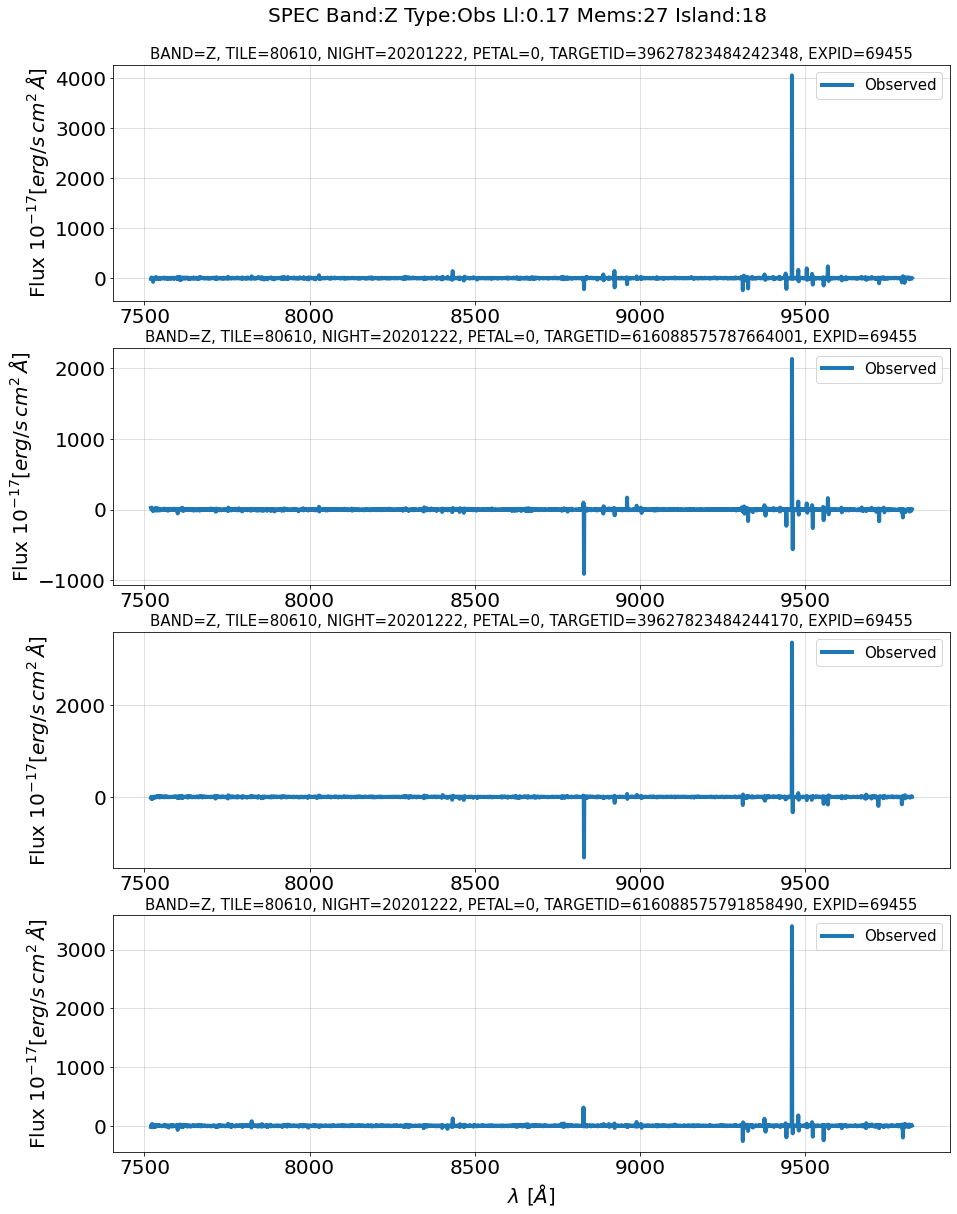 SPEC Band:Z Type:Obs Ll:0.17 Mems:27 Island:18
BAND=Z, TILE=80610, NIGHT=20201222, PETAL=0, TARGETID=39627823484242348, EXPID=69455
Flux 10⁻¹⁷[erg/s cm² Å]
4000
3000
2000
1000
0
Observed
7500 8000 8500 9000 9500
BAND=Z, TILE=80610, NIGHT=20201222, PETAL=0, TARGETID=616088575787664001, EXPID=69455
Flux 10⁻¹⁷[erg/s cm² Å]
2000
1000
0
−1000
Observed
7500 8000 8500 9000 9500
BAND=Z, TILE=80610, NIGHT=20201222, PETAL=0, TARGETID=39627823484244170, EXPID=69455
Flux 10⁻¹⁷[erg/s cm² Å]
2000
0
Observed
7500 8000 8500 9000 9500
BAND=Z, TILE=80610, NIGHT=20201222, PETAL=0, TARGETID=616088575791858490, EXPID=69455
Flux 10⁻¹⁷[erg/s cm² Å]
3000
2000
1000
0
Observed
7500 8000 8500 9000 9500
λ [Å]